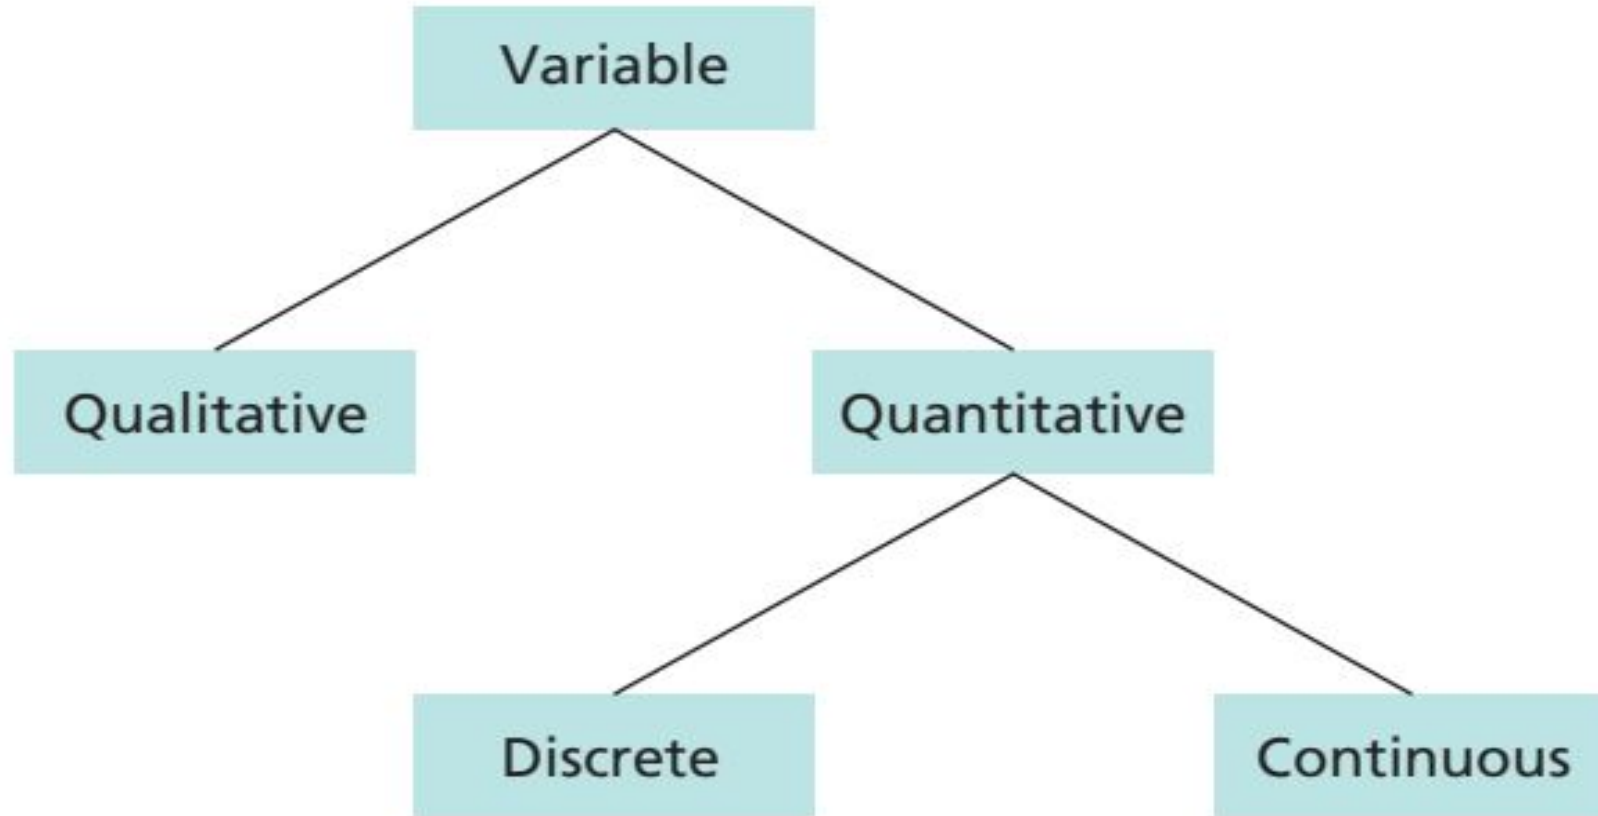 Variable
Qualitative
Quantitative
Discrete
Continuous